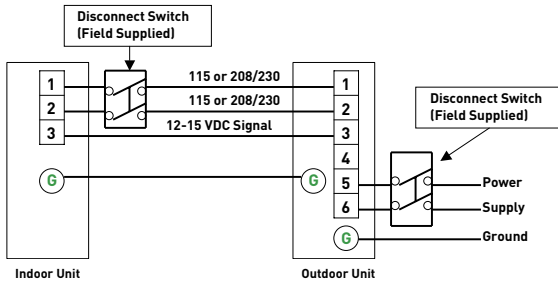 Disconnect Switch
(Field Supplied)
1
115 or 208/230
1
2
115 or 208/230
2
3
12-15 VDC Signal
3
4
Disconnect Switch
(Field Supplied)
G
G
5
Power
6
Supply
G
Ground
Indoor Unit
Outdoor Unit